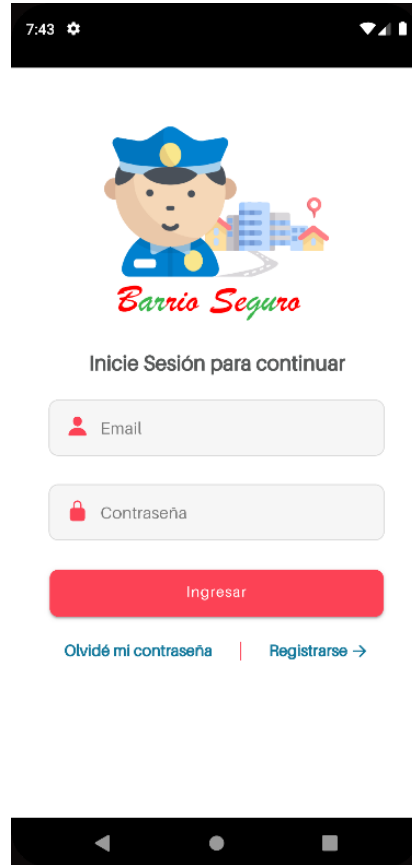 7:43
Barrio Seguro
Inicie Sesión para continuar
Email
Contraseña
Ingresar
Olvidé mi contraseña | Registrarse →